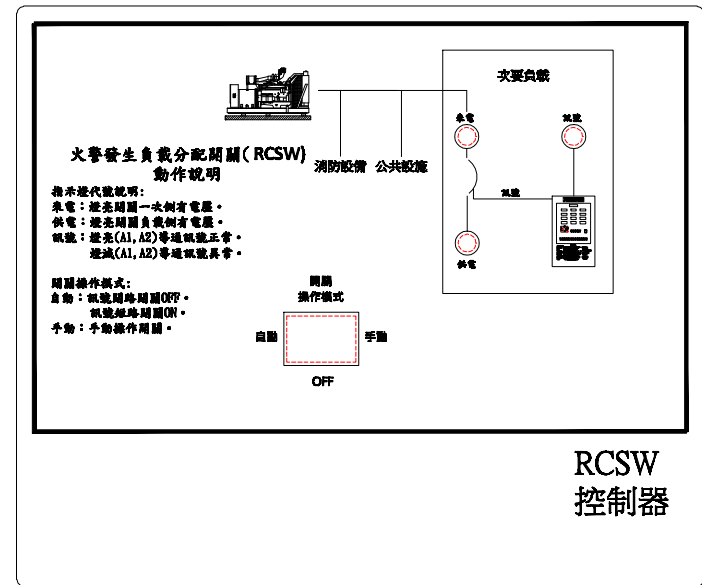 次要負載
來電
訊號
火警發生負載分配開關(RCSW)
動作說明
消防設備 公共設施
指示燈代號說明:
來電：燈亮開關一次側有電壓。
供電：燈亮開關負載側有電壓。
訊號：燈亮(A1,A2)導通訊號正常。
燈滅(A1,A2)導通訊號異常。
訊號
供電
開關操作模式:
自動：訊號開路開關OFF。
訊號短路開關ON。
手動：手動操作開關。
開關
操作模式
自動
手動
OFF
RCSW
控制器